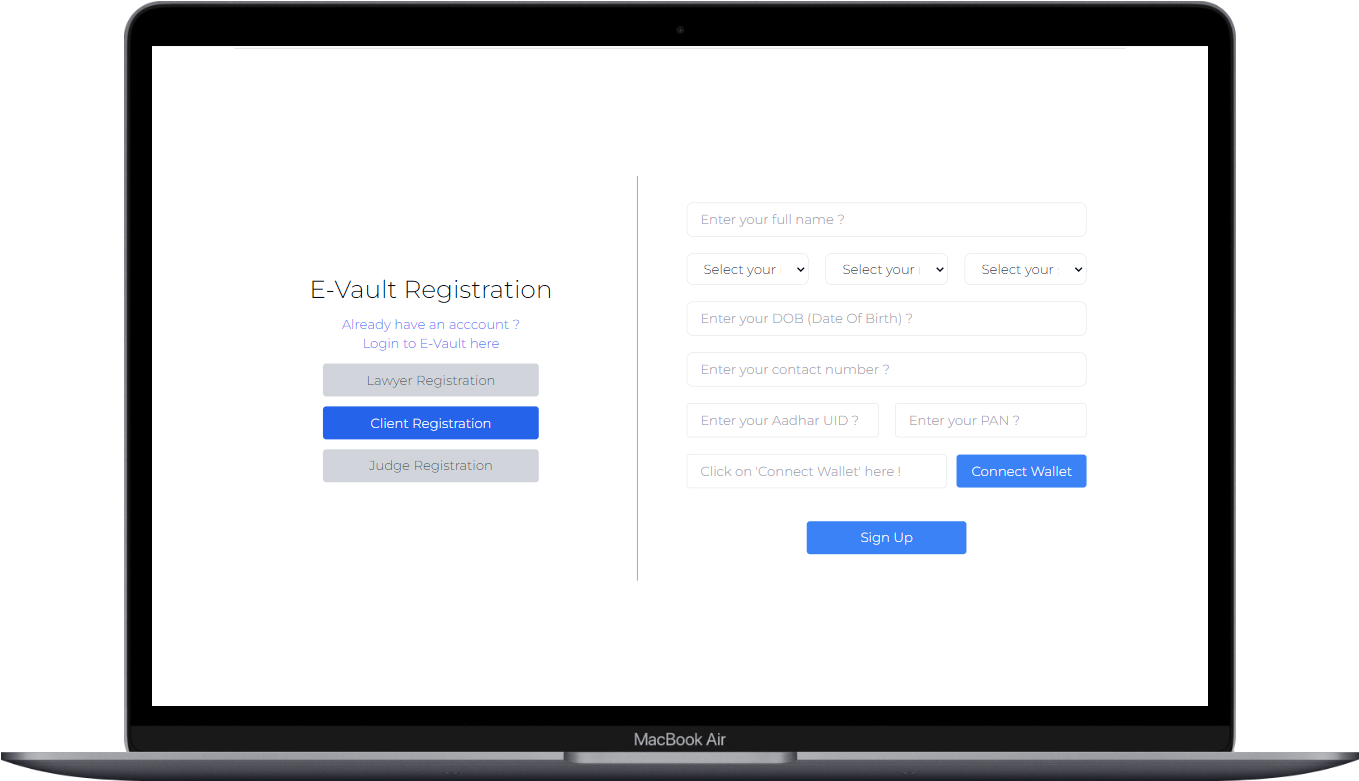 E-Vault Registration
Already have an acccount ?
Login to E-Vault here
Lawyer Registration
Client Registration
Judge Registration
Enter your full name ?
Select your
Select your
Select your
Enter your DOB (Date Of Birth) ?
Enter your contact number ?
Enter your Aadhar UID ?
Enter your PAN ?
Click on 'Connect Wallet' here !
Connect Wallet
Sign Up
MacBook Air